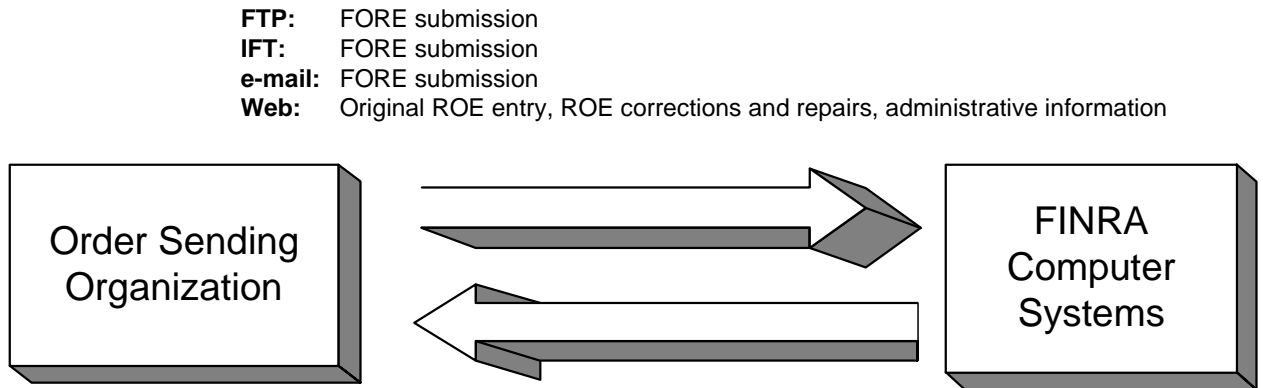 FTP: FORE submission
IFT: FORE submission
e-mail: FORE submission
Web: Original ROE entry, ROE corrections and repairs, administrative information
Order Sending
Organization
FINRA
Computer
Systems